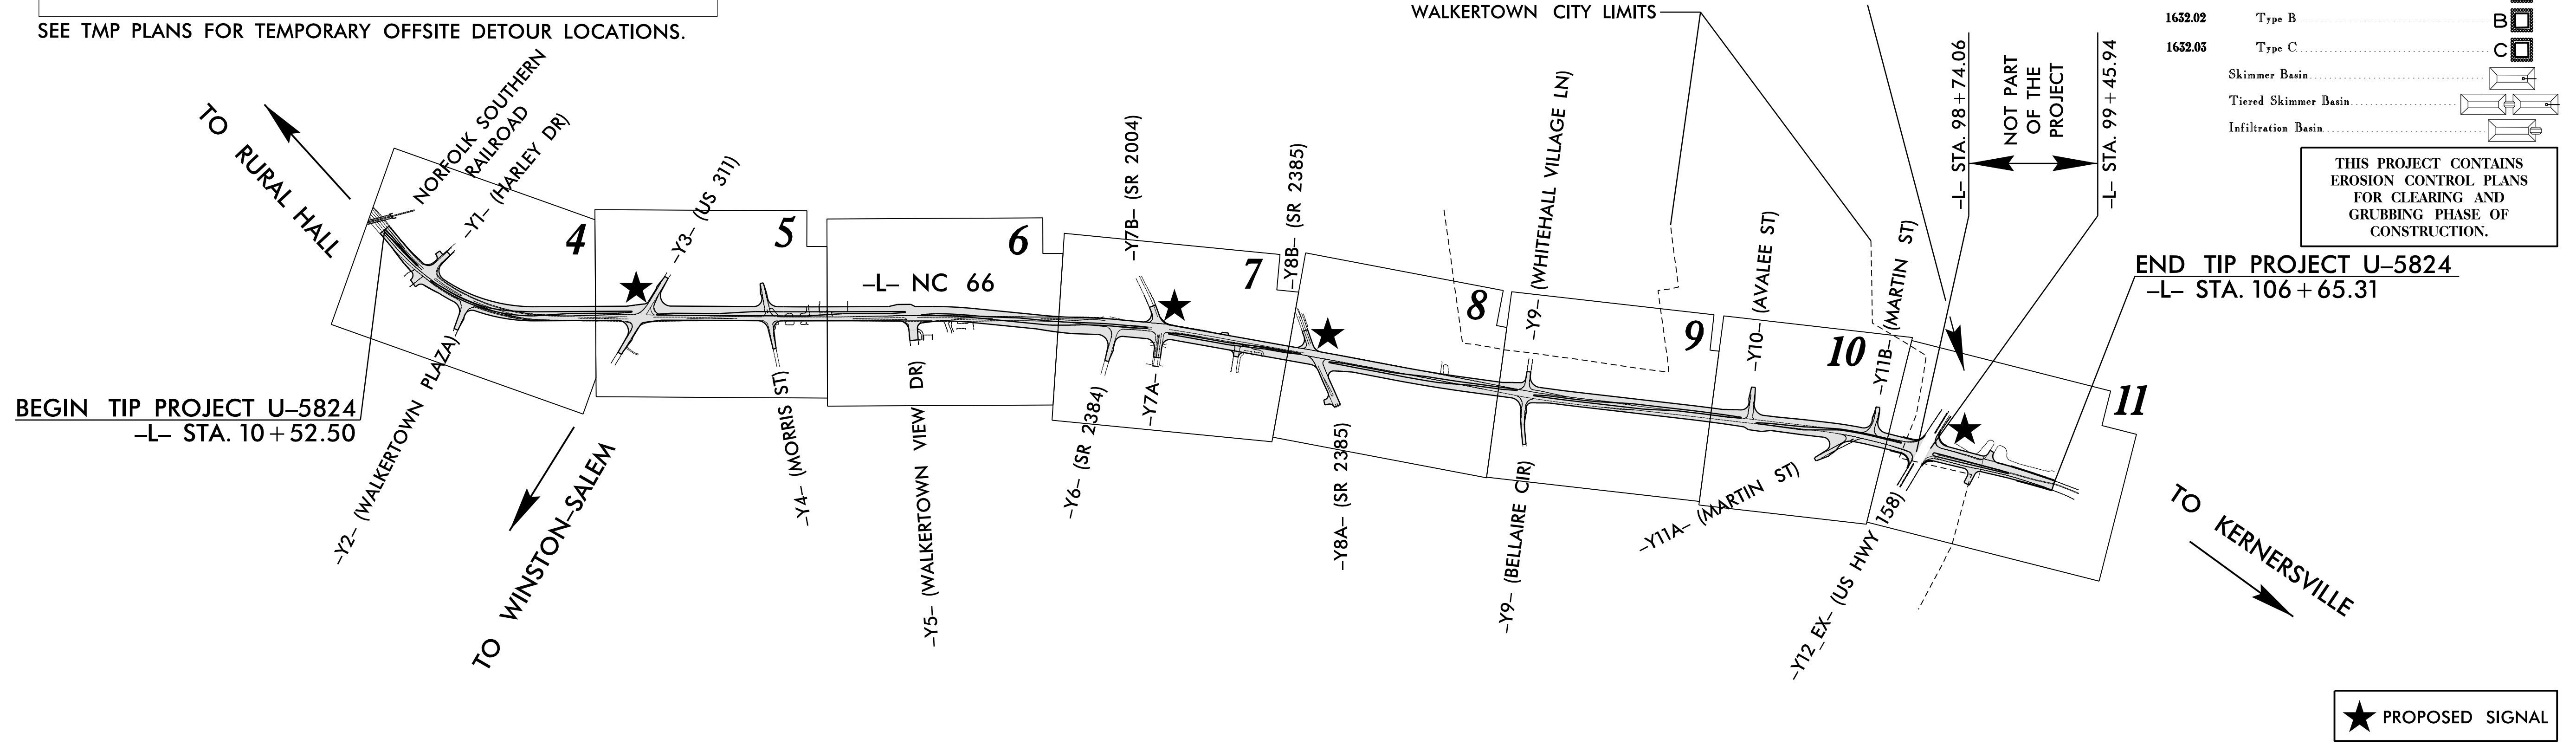 SEE TMP PLANS FOR TEMPORARY OFFSITE DETOUR LOCATIONS.
WALKERTOWN CITY LIMITS
1632.02 Type B B
1632.03 Type C C
Skimmer Basin
Tiered Skimmer Basin
Infiltration Basin
THIS PROJECT CONTAINS
EROSION CONTROL PLANS
FOR CLEARING AND
GRUBBING PHASE OF
CONSTRUCTION.
-L- STA. 98+74.06
NOT PART
OF THE
PROJECT
-L- STA. 99+45.94
TO RURAL HALL
NORFOLK SOUTHERN
RAILROAD
-Y1- (HARLEY DR)
-Y3- (US 311)
-Y7B- (SR 2004)
-Y8B- (SR 2385)
-Y9- (WHITEHALL VILLAGE LN)
-Y10- (AVALEE ST)
-Y11B- (MARTIN ST)
4
5
6
7
8
9
10
11
-L- NC 66
END TIP PROJECT U-5824
-L- STA. 106+65.31
BEGIN TIP PROJECT U-5824
-L- STA. 10+52.50
-Y2- (WALKERTOWN PLAZA)
TO WINSTON-SALEM
-Y4- (MORRIS ST)
-Y5- (WALKERTOWN VIEW DR)
-Y6- (SR 2384)
-Y7A-
-Y8A- (SR 2385)
-Y9- (BELLAIRE CIR)
-Y11A- (MARTIN ST)
-Y12_EX- (US HWY 158)
TO KERNERSVILLE
PROPOSED SIGNAL